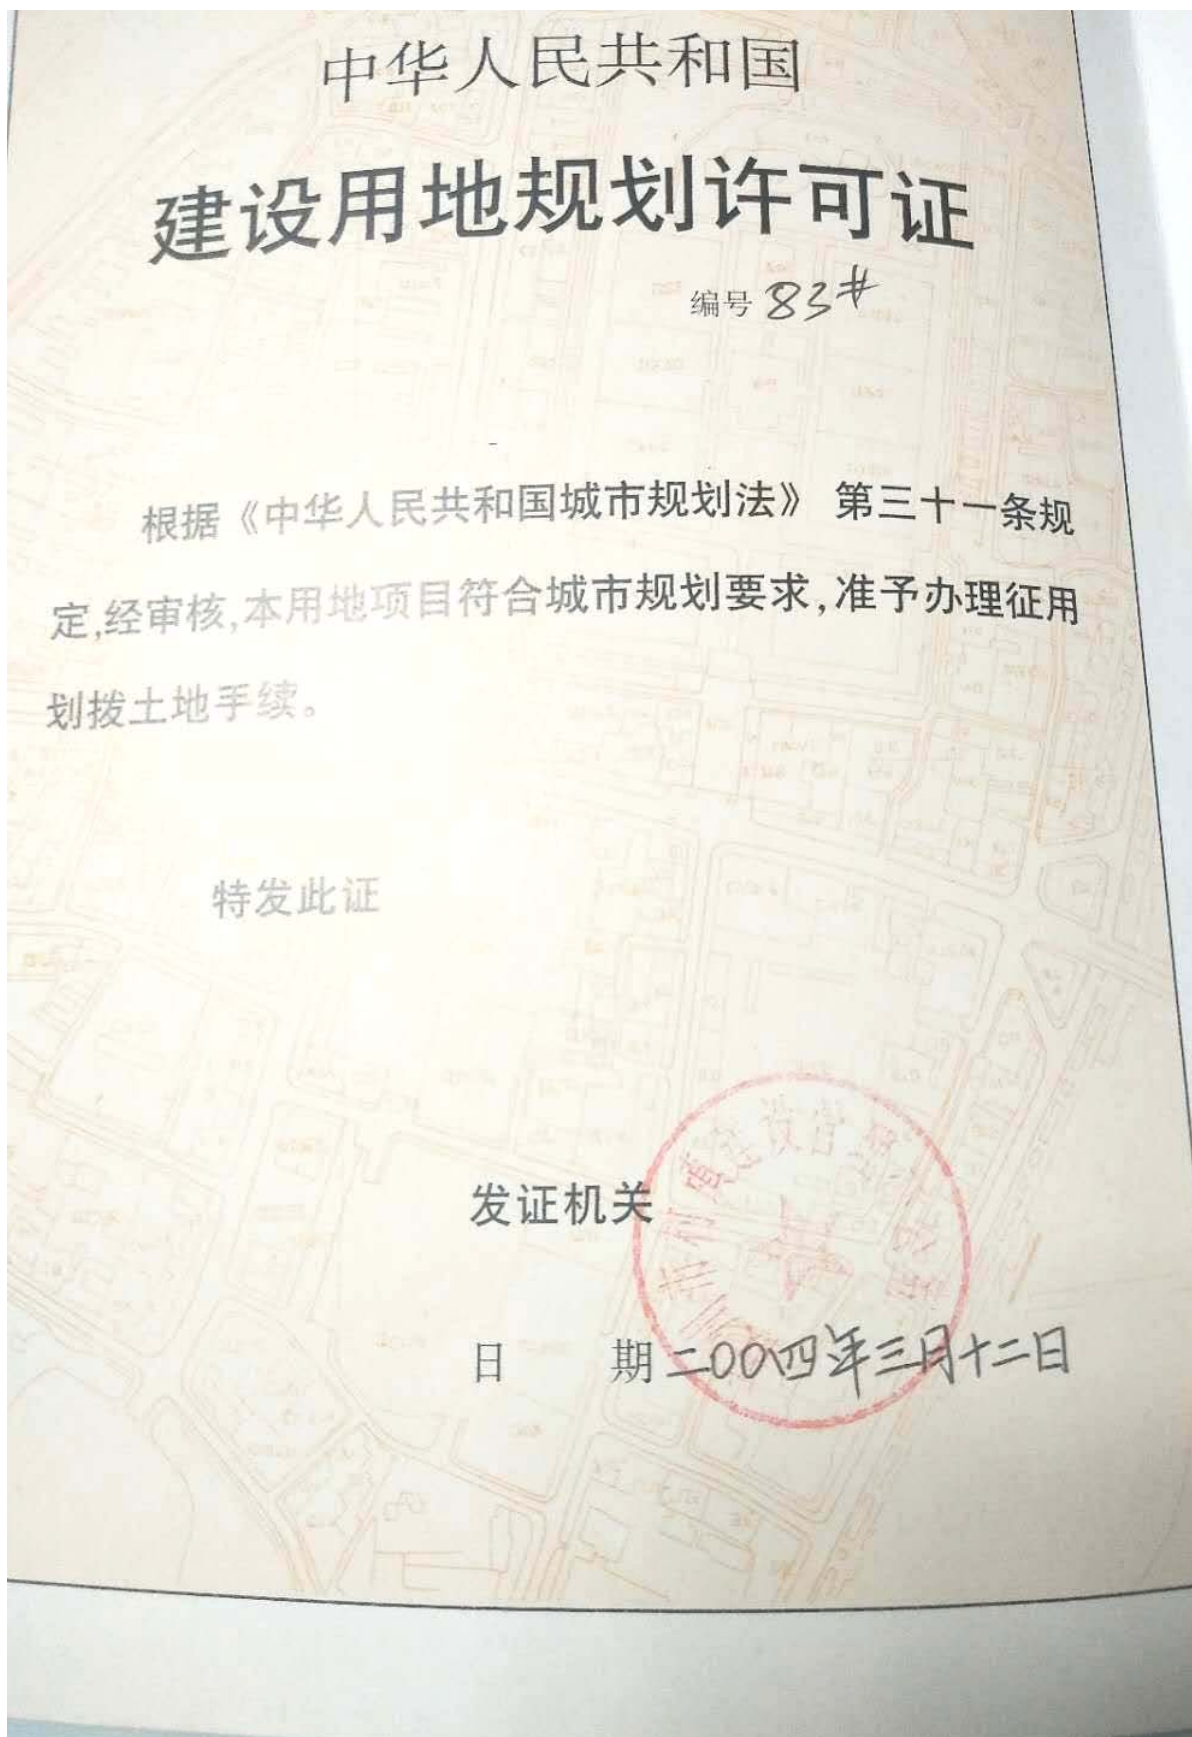 中华人民共和国
建设用地规划许可证
编号 83#
根据《中华人民共和国城市规划法》第三十一条规
定,经审核,本用地项目符合城市规划要求,准予办理征用
划拨土地手续。
特发此证
发证机关
日 期 二00四年三月十二日